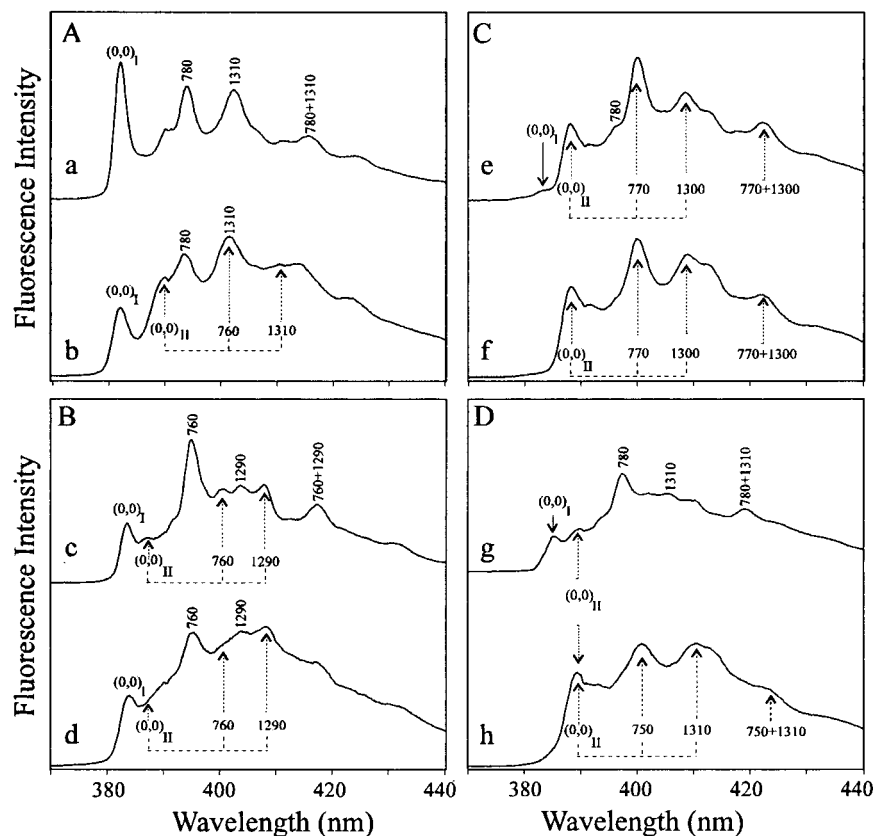 A
(0,0)I
780
1310
780+1310
a
(0,0)I
780
1310
(0,0)II
760
1310
b
Fluorescence Intensity
C
(0,0)I
780
(0,0)II
770
1300
770+1300
e
(0,0)II
770
1300
770+1300
f
B
(0,0)I
760
1290
760+1290
(0,0)II
760
1290
c
(0,0)I
760
1290
(0,0)II
760
1290
d
Fluorescence Intensity
380
400
420
440
Wavelength (nm)
D
(0,0)I
780
1310
780+1310
g
(0,0)II
(0,0)II
750
1310
750+1310
h
380
400
420
440
Wavelength (nm)